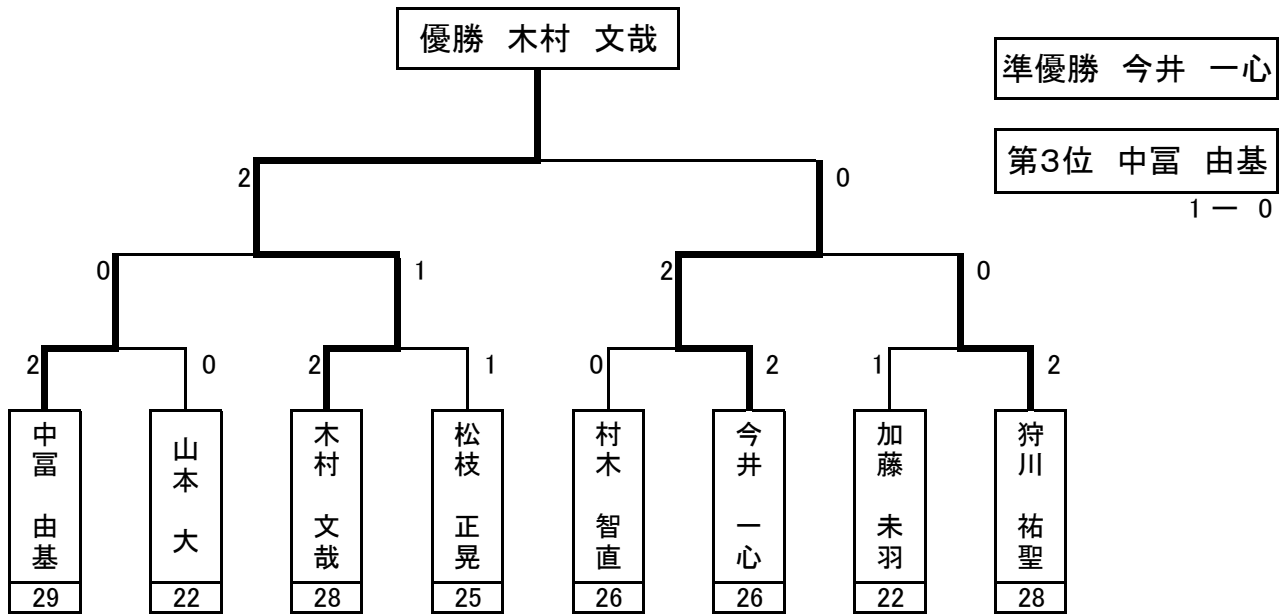 優勝　木村　文哉
準優勝　今井　一心
第3位　中冨　由基
1 ー 0
2
0
0
1
2
0
2
0
2
1
0
2
1
2
中冨　由基
山本　大
木村　文哉
松枝　正晃
村木　智直
今井　一心
加藤　未羽
狩川　祐聖
29
22
28
25
26
26
22
28